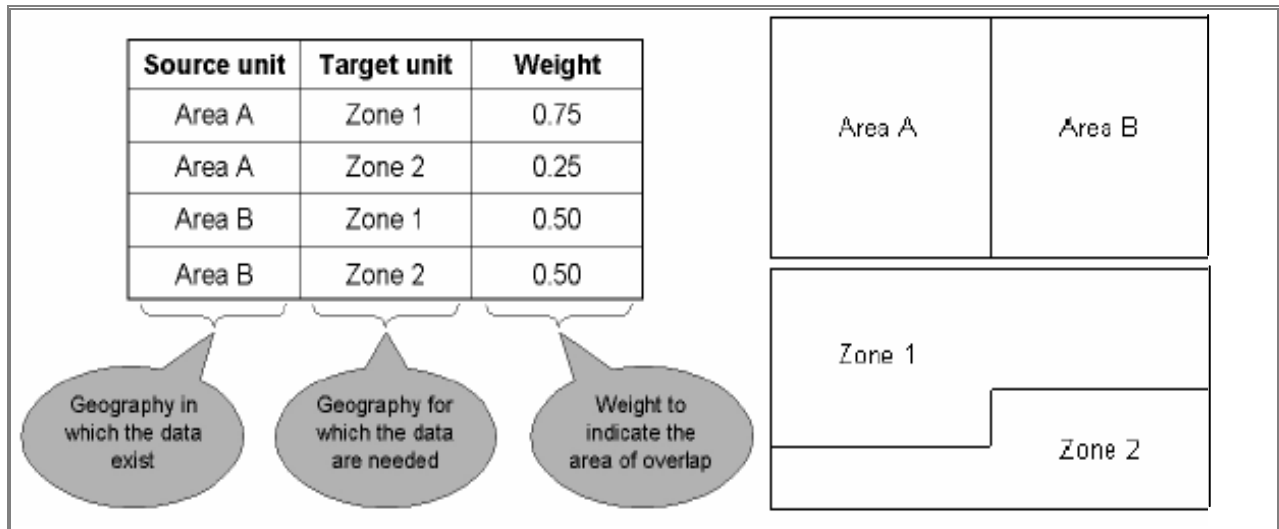 Source unit Target unit Weight
Area A Zone 1 0.75
Area A Zone 2 0.25
Area B Zone 1 0.50
Area B Zone 2 0.50
Geography in
which the data
exist
Geography for
which the data
are needed
Weight to
indicate the
area of overlap
Area A
Area B
Zone 1
Zone 2